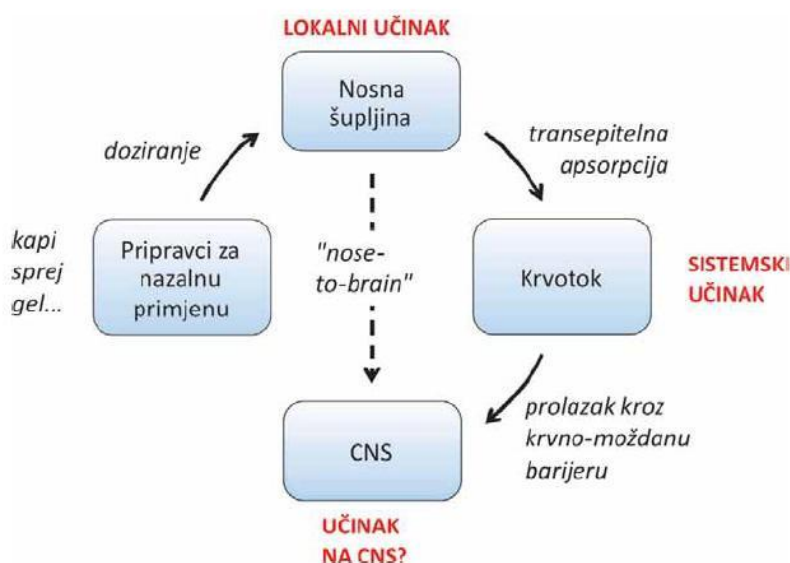 LOKALNI UČINAK
Nosna
šupljina
doziranje
transepitelna
apsorpcija
kapi
sprej
gel...
Pripravci za
nazalnu
primjenu
"nose-
to-brain"
Krvotok
SISTEMSKI
UČINAK
prolazak kroz
krvno-moždanu
barijeru
CNS
UČINAK
NA CNS?